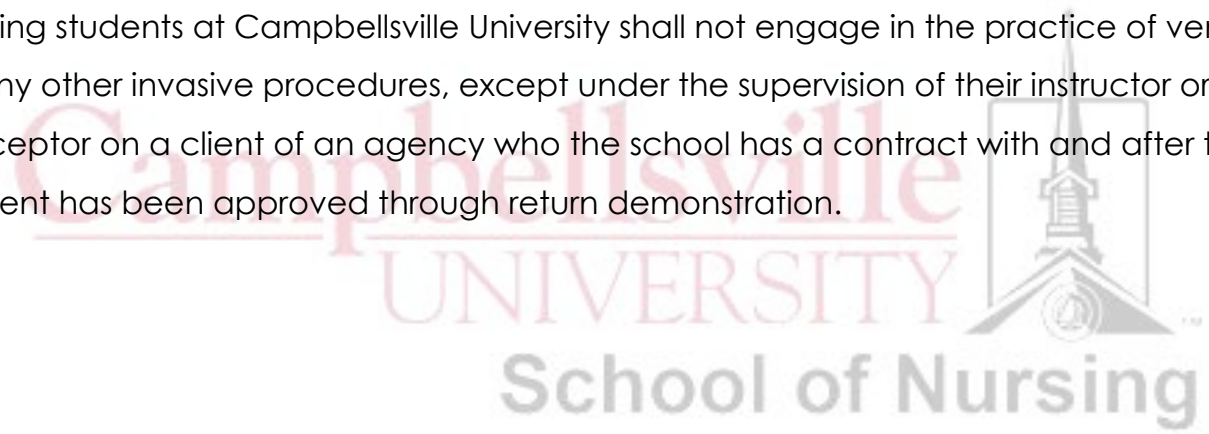 ing students at Campbellsville University shall not engage in the practice of ver
ny other invasive procedures, except under the supervision of their instructor or
ceptor on a client of an agency who the school has a contract with and after t
ent has been approved through return demonstration.
Campbellsville
UNIVERSITY
™
School of Nursing